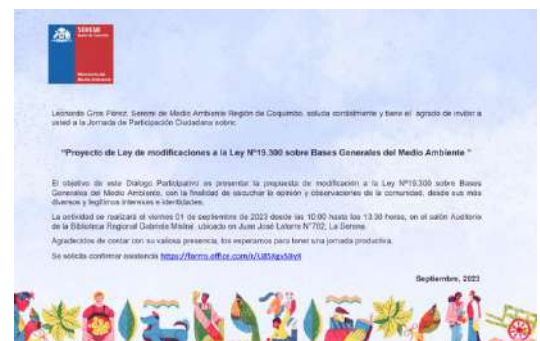 SEREMI
Región de Coquimbo
Ministerio del
Medio Ambiente
Leonardo Gros Pérez, Seremi de Medio Ambiente Región de Coquimbo, saluda cordialmente y tiene el agrado de invitar a
usted a la Jornada de Participación Ciudadana sobre:
"Proyecto de Ley de modificaciones a la Ley Nº19.300 sobre Bases Generales del Medio Ambiente "
El objetivo de este Dialogo Participativo es presentar la propuesta de modificación a la Ley Nº19.300 sobre Bases
Generales del Medio Ambiente, con la finalidad de escuchar la opinión y observaciones de la comunidad, desde sus más
diversos y legítimos intereses e identidades.
La actividad se realizará el viernes 01 de septiembre de 2023 desde las 10:00 hasta los 13:30 horas, en el salón Auditorio
de la Biblioteca Regional Gabriela Mistral, ubicado en Juan José Latorre N°782, La Serena.
Agradecidos de contar con su valiosa presencia, los esperamos para tener una jornada productiva.
Se solicita confirmar asistencia
Septiembre, 2023